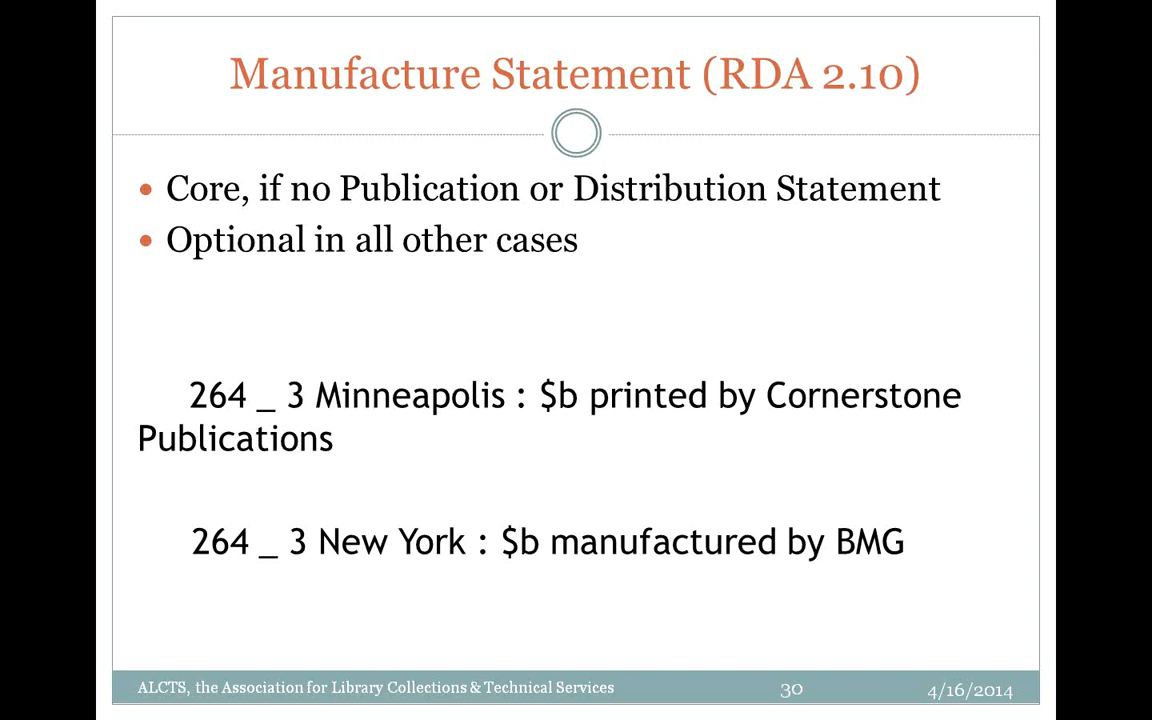 Manufacture Statement (RDA 2.10)
• Core, if no Publication or Distribution Statement
• Optional in all other cases
264 _ 3 Minneapolis : $b printed by Cornerstone
Publications
264 _ 3 New York : $b manufactured by BMG
ALCTS, the Association for Library Collections & Technical Services 30 4/16/2014